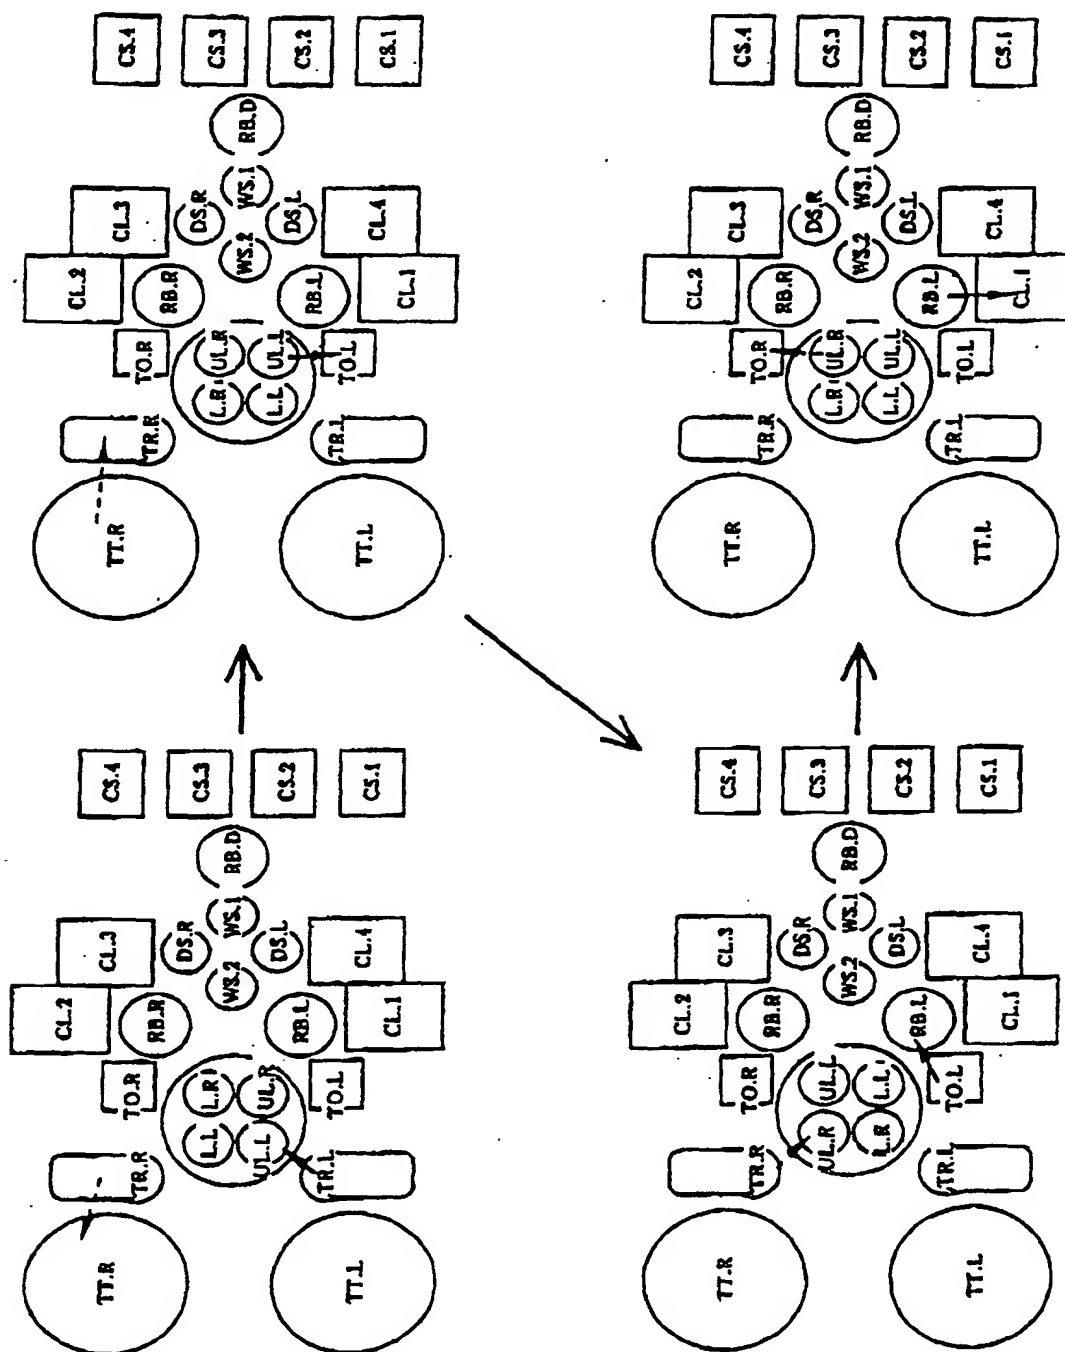 CS.4
CS.3
CS.2
CS.1
RB.D
CL.3
DS.R
WS.1
DS.L
CL.4
CL.2
RB.R
WS.2
RB.L
CL.1
TO.R
UL.R
UL.L
TO.L
L.R
L.L
TR.R
TR.L
TT.R
TT.L
CS.4
CS.3
CS.2
CS.1
RB.D
CL.3
DS.R
WS.1
DS.L
CL.4
CL.2
RB.R
WS.2
RB.L
CL.1
TO.R
UL.R
UL.L
TO.L
L.R
L.L
TR.R
TR.L
TT.R
TT.L
CS.4
CS.3
CS.2
CS.1
RB.D
CL.3
DS.R
WS.1
DS.L
CL.4
CL.2
RB.R
WS.2
RB.L
CL.1
TO.R
L.R
UL.R
TO.L
L.L
UL.L
TR.R
TR.L
TT.R
TT.L
CS.4
CS.3
CS.2
CS.1
RB.D
CL.3
DS.R
WS.1
DS.L
CL.4
CL.2
RB.R
WS.2
RB.L
CL.1
TO.R
UL.L
L.L
TO.L
UL.R
L.R
TR.R
TR.L
TT.R
TT.L